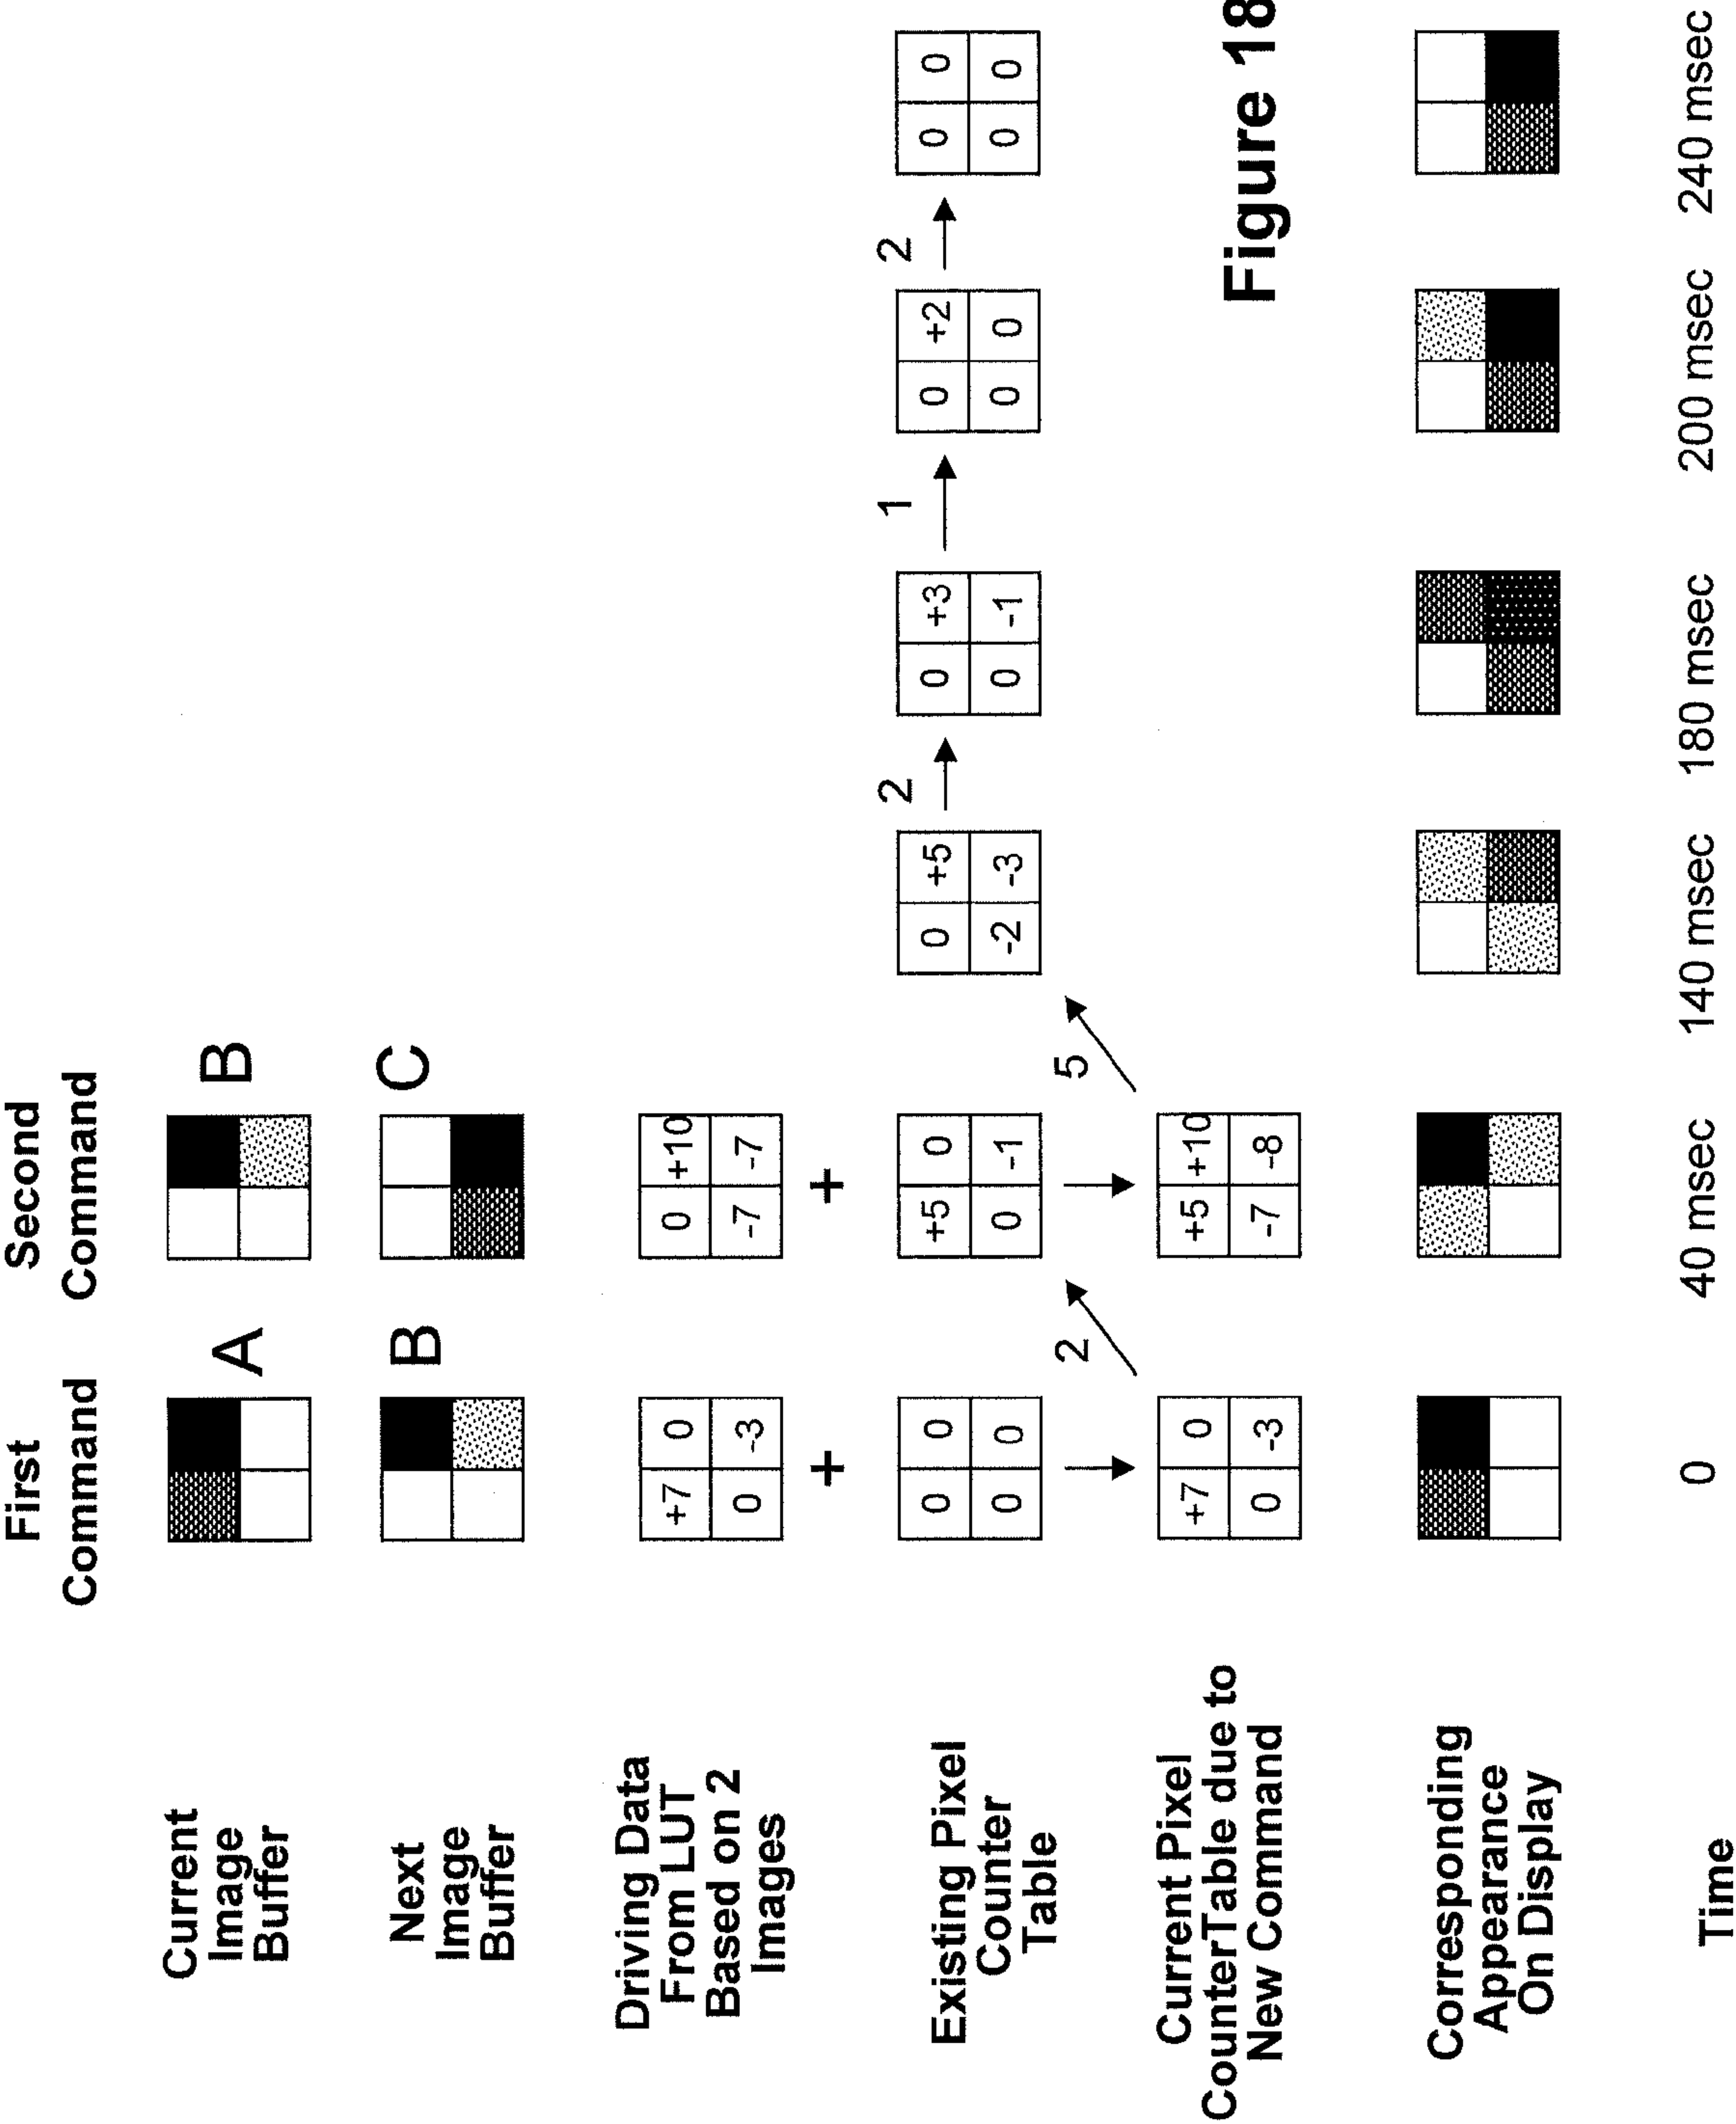 First
Command
Second
Command
Current
Image
Buffer
A
B
Next
Image
Buffer
B
C
Driving Data
From LUT
Based on 2
Images
+7 0
0 -3
0 +10
-7 -7
+ +
Existing Pixel
Counter
Table
0 0
0 0
+5 0
0 -1
0 +5
-2 -3
2
0 +3
0 -1
1
0 +2
0 0
2
0 0
0 0
2
5
Current Pixel
CounterTable due to
New Command
+7 0
0 -3
+5 +10
-7 -8
Figure 18
Corresponding
Appearance
On Display
Time
0
40 msec
140 msec
180 msec
200 msec
240 msec